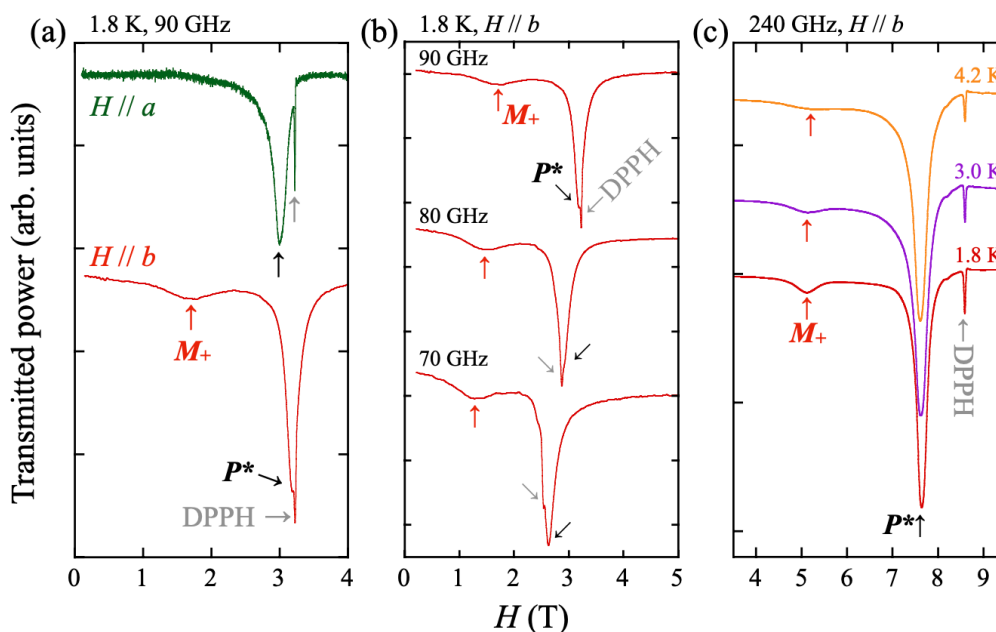 (a) 1.8 K, 90 GHz
H // a
H // b
M+
P*
DPPH
0 1 2 3 4
Transmitted power (arb. units)
(b) 1.8 K, H // b
90 GHz
M+
P*
DPPH
80 GHz
70 GHz
0 1 2 3 4 5
H (T)
(c) 240 GHz, H // b
4.2 K
3.0 K
1.8 K
M+
DPPH
P*
4 5 6 7 8 9